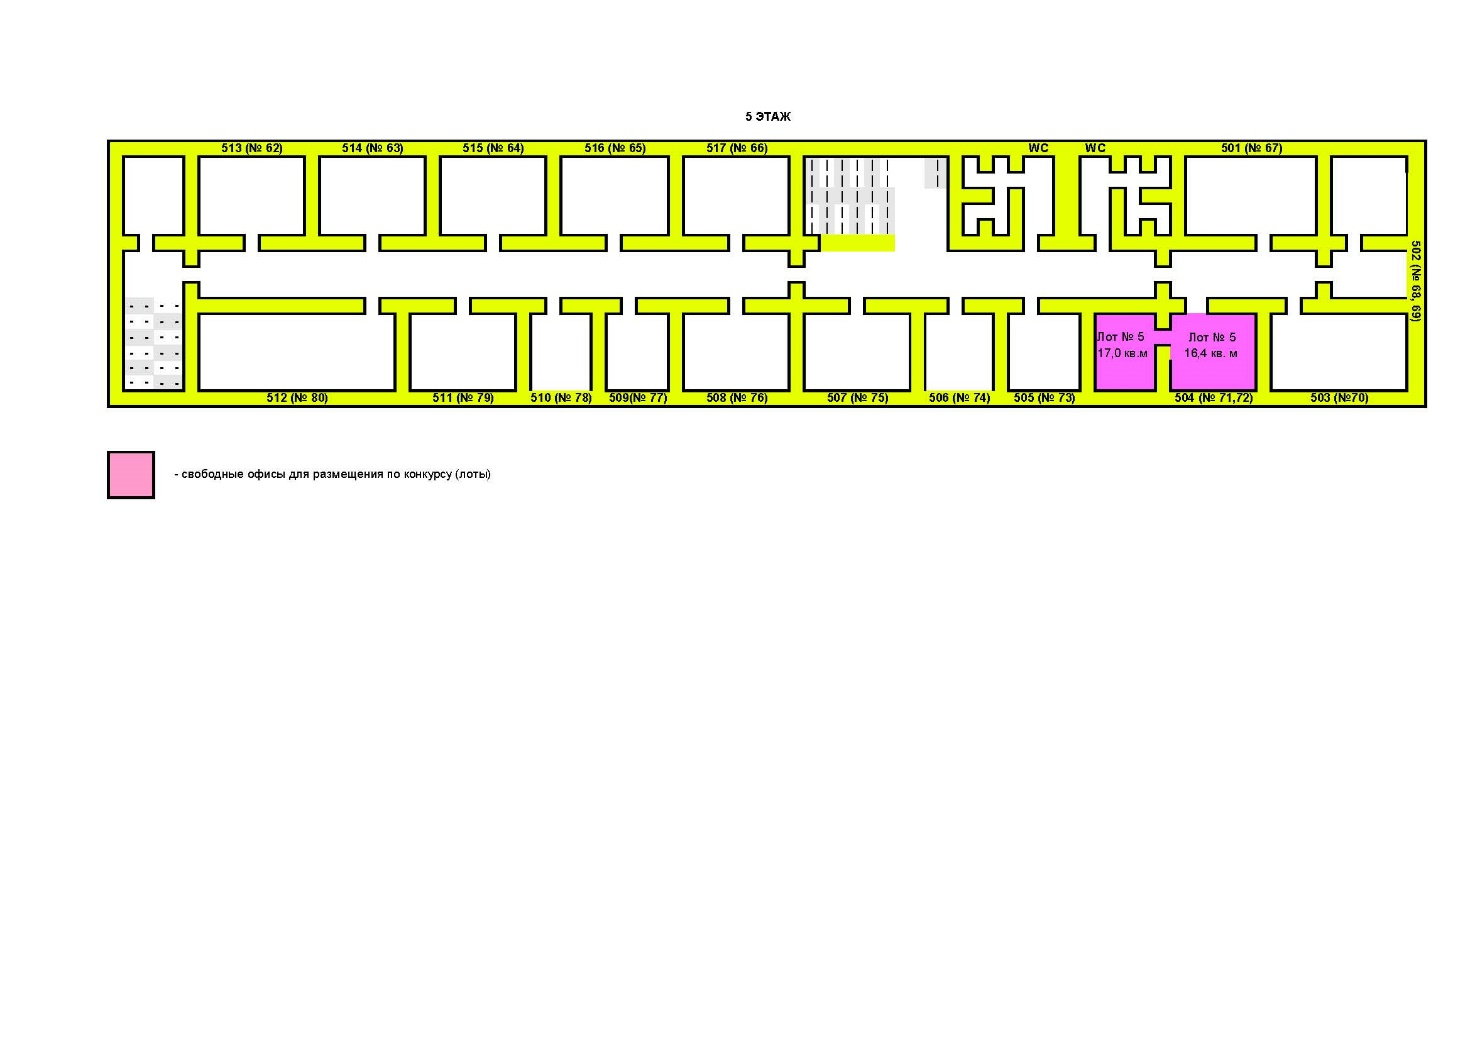 5 ЭТАЖ
513 (№ 62) 514 (№ 63) 515 (№ 64) 516 (№ 65) 517 (№ 66) WC WC 501 (№ 67)
502 (№ 68, 69)
Лот № 5 Лот № 5
17,0 кв.м 16,4 кв. м
512 (№ 80) 511 (№ 79) 510 (№ 78) 509(№ 77) 508 (№ 76) 507 (№ 75) 506 (№ 74) 505 (№ 73) 504 (№ 71,72) 503 (№70)
- свободные офисы для размещения по конкурсу (лоты)